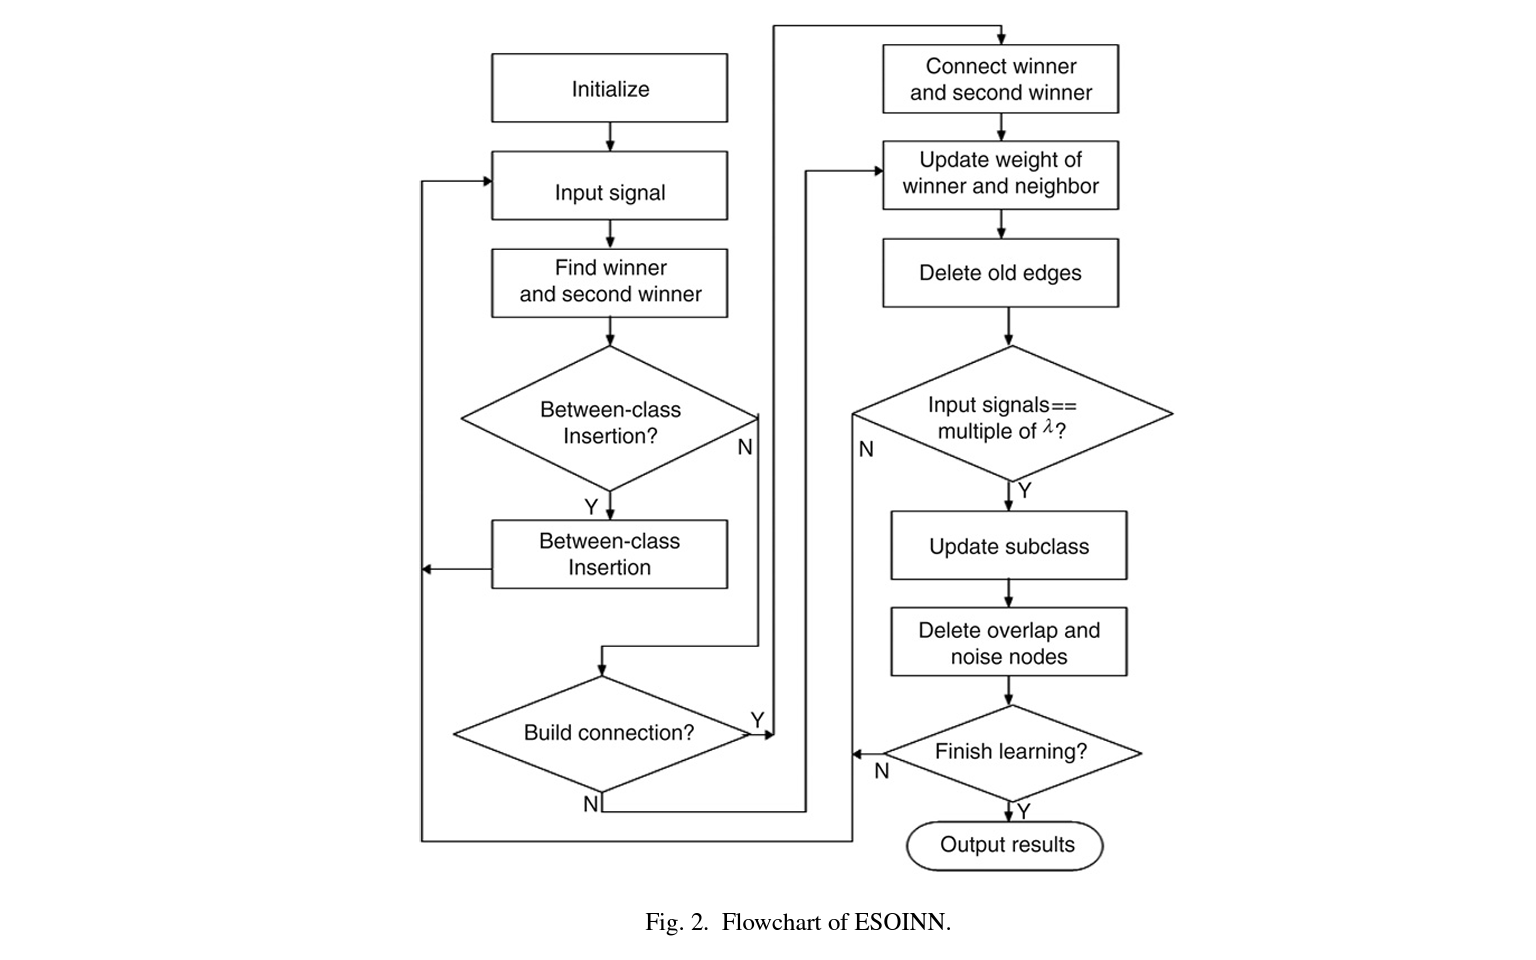 Initialize
Input signal
Find winner
and second winner
Between-class
Insertion?
N
Y
Between-class
Insertion
Build connection?
Y
N
Connect winner
and second winner
Update weight of
winner and neighbor
Delete old edges
Input signals==
multiple of λ?
N
Y
Update subclass
Delete overlap and
noise nodes
Finish learning?
N
Y
Output results
Fig. 2. Flowchart of ESOINN.